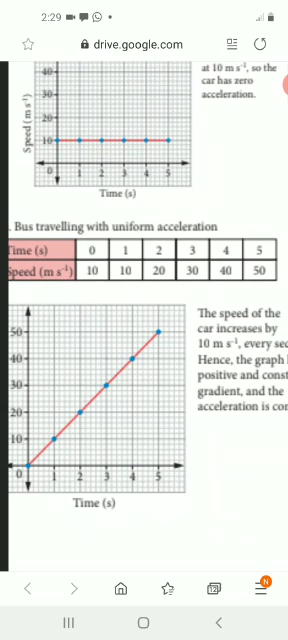 2:29
drive.google.com
at 10 m s⁻¹, so the
car has zero
acceleration.
40
30
20
10
0
1 2 3 4 5
Speed (m s⁻¹)
Time (s)
. Bus travelling with uniform acceleration
Time (s) 0 1 2 3 4 5
Speed (m s⁻¹) 10 10 20 30 40 50
The speed of the
car increases by
10 m s⁻¹, every sec
Hence, the graph
positive and const
gradient, and the
acceleration is con
50
40
30
20
10
0
1 2 3 4 5
Time (s)
12
N